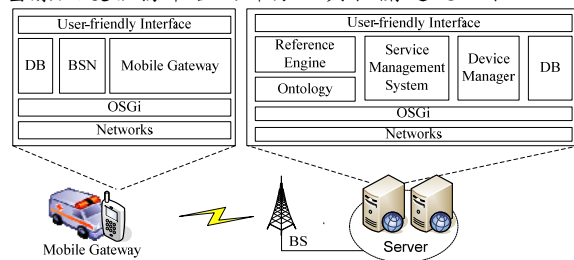 User-friendly Interface
DB
BSN
Mobile Gateway
OSGi
Networks
User-friendly Interface
Reference Engine
Ontology
Service Management System
Device Manager
DB
OSGi
Networks
Mobile Gateway
BS
Server